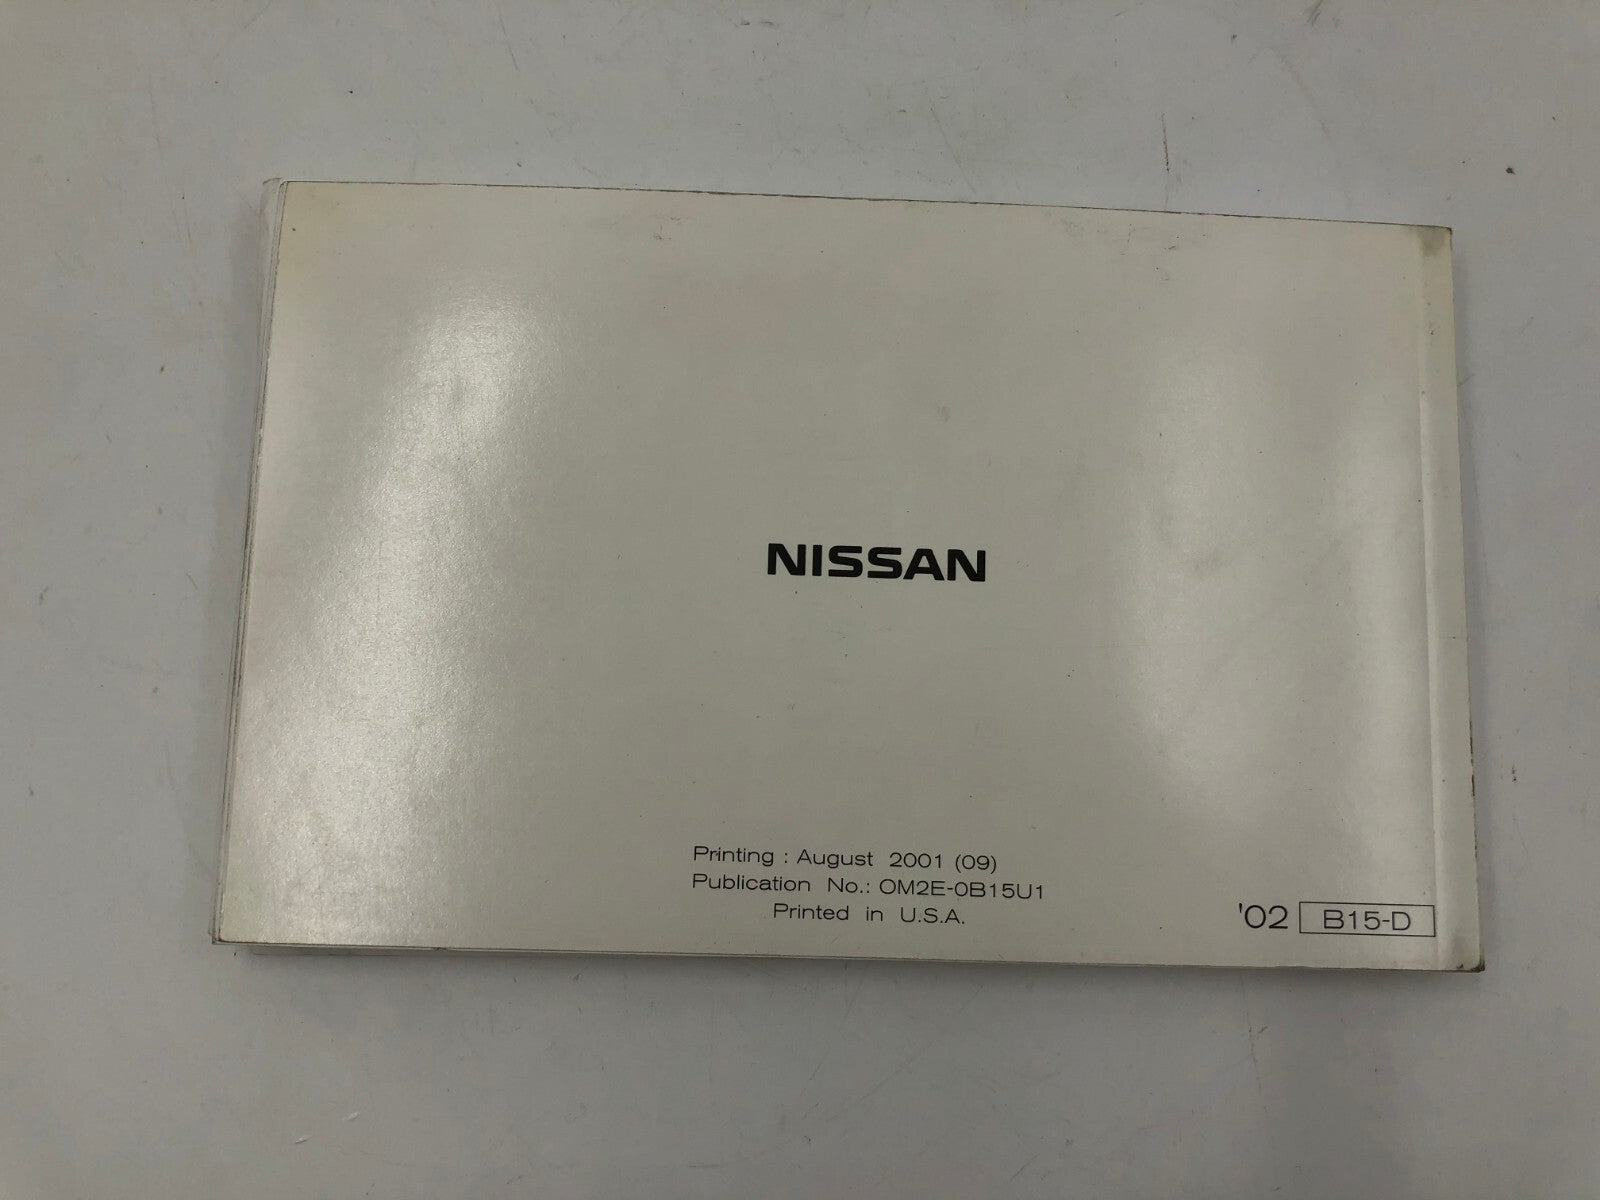 NISSAN
Printing : August 2001 (09)
Publication No.: OM2E-0B15U1
Printed in U.S.A.
'02 B15-D